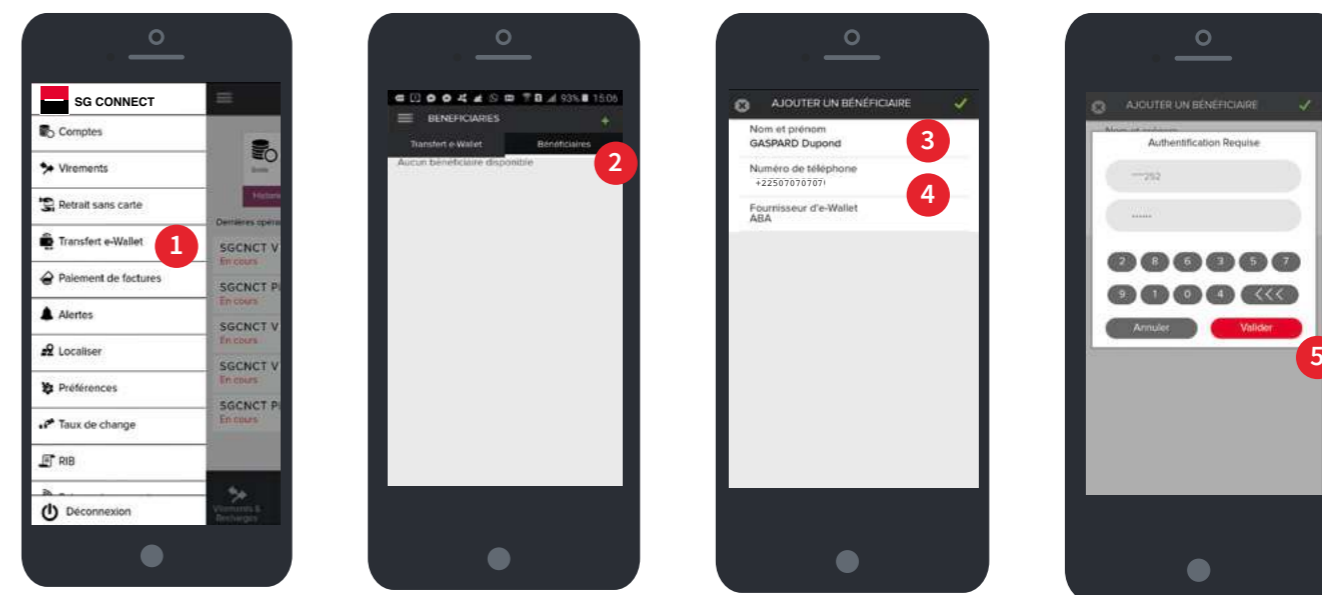 SG CONNECT
Comptes
Virements
Retrait sans carte
Transfert e-Wallet
1
Paiement de factures
Alertes
Localiser
Préférences
Taux de change
RIB
Déconnexion
Dernières opéra
SGCNCT V
En cours
SGCNCT P
En cours
SGCNCT V
En cours
SGCNCT V
En cours
SGCNCT P
En cours
Virements &
Recharges
93% 15:06
BENEFICIARIES
+
Transfert e-Wallet Bénéficiaires
2
Aucun bénéficiaire disponible
AJOUTER UN BÉNÉFICIAIRE
Nom et prénom
GASPARD Dupond
3
Numéro de téléphone
+22507070707
4
Fournisseur d'e-Wallet
ABA
AJOUTER UN BÉNÉFICIAIRE
Authentification Requise
252
2 8 6 3 5 7
9 1 0 4 <<<
Annuler Valider
5